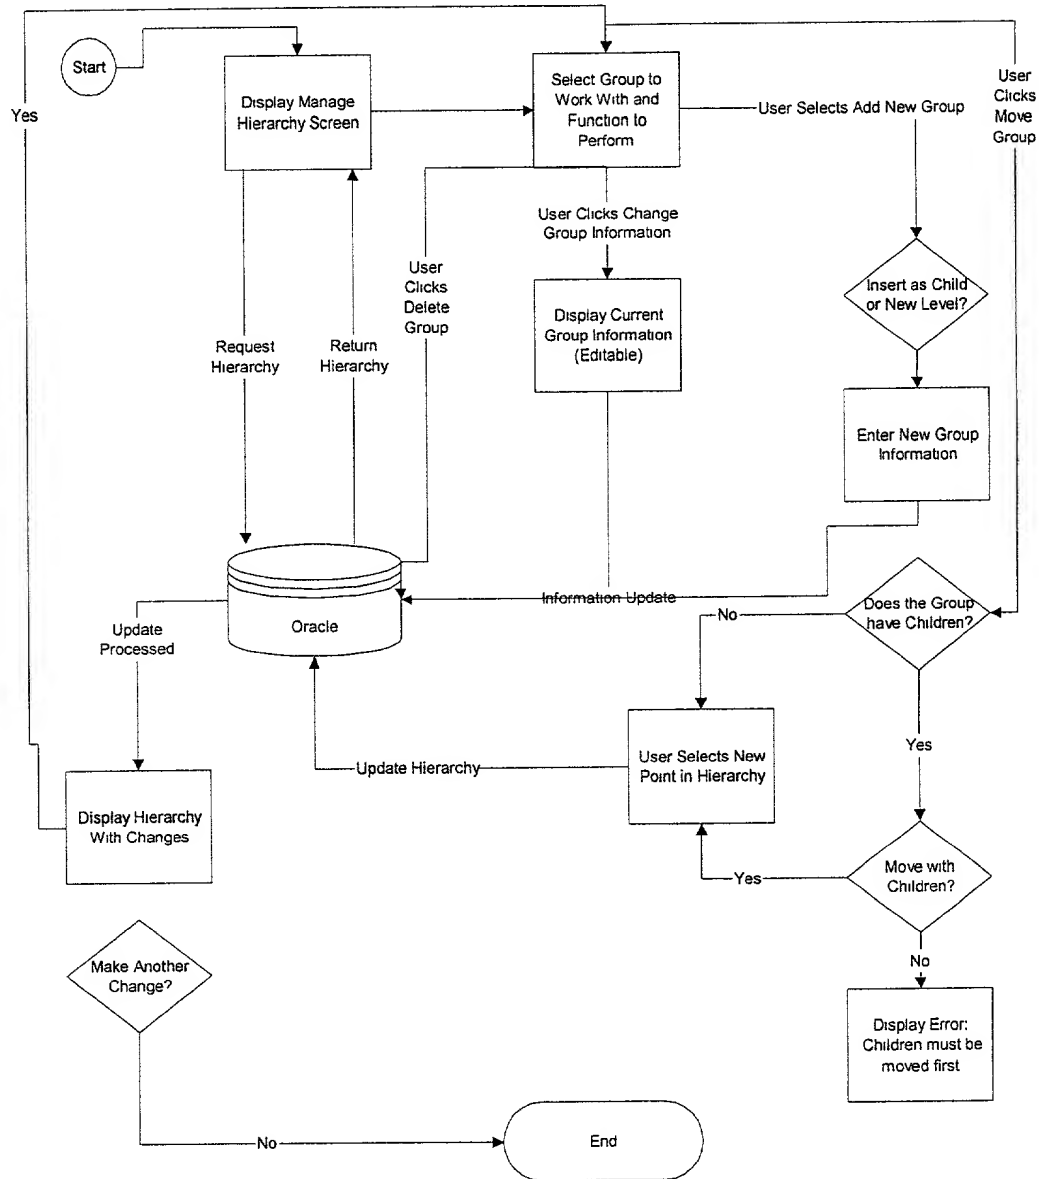 Start
Display Manage
Hierarchy Screen
Select Group to
Work With and
Function to
Perform
User Selects Add New Group
User
Clicks
Move
Group
Yes
User Clicks Change
Group Information
User
Clicks
Delete
Group
Insert as Child
or New Level?
Display Current
Group Information
(Editable)
Request
Hierarchy
Return
Hierarchy
Enter New Group
Information
Information Update
Oracle
No
Does the Group
have Children?
Update
Processed
Yes
User Selects New
Point in Hierarchy
Update Hierarchy
Display Hierarchy
With Changes
Yes
Move with
Children?
No
Make Another
Change?
Display Error:
Children must be
moved first
No
End